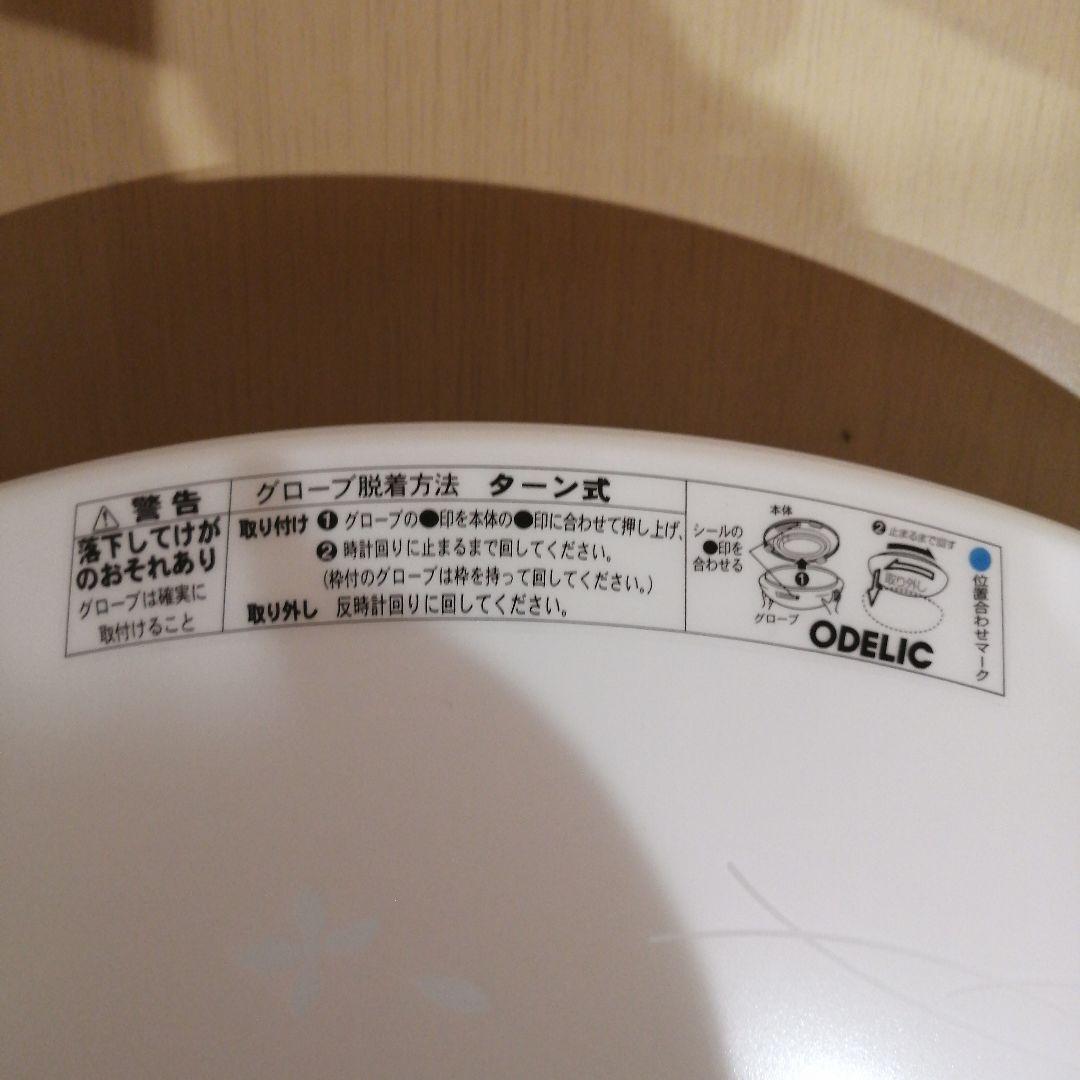 警告
落下してけが
のおそれあり
グローブは確実に
取付けること
グローブ脱着方法 ターン式
取り付け ❶ グローブの●印を本体の●印に合わせて押し上げ、
❷ 時計回りに止まるまで回してください。
(枠付のグローブは枠を持って回してください。)
取り外し 反時計回りに回してください。
本体
シールの
●印を
合わせる
❶
グローブ
❷ 止まるまで回す
取り外し
ODELIC
位置合わせマーク